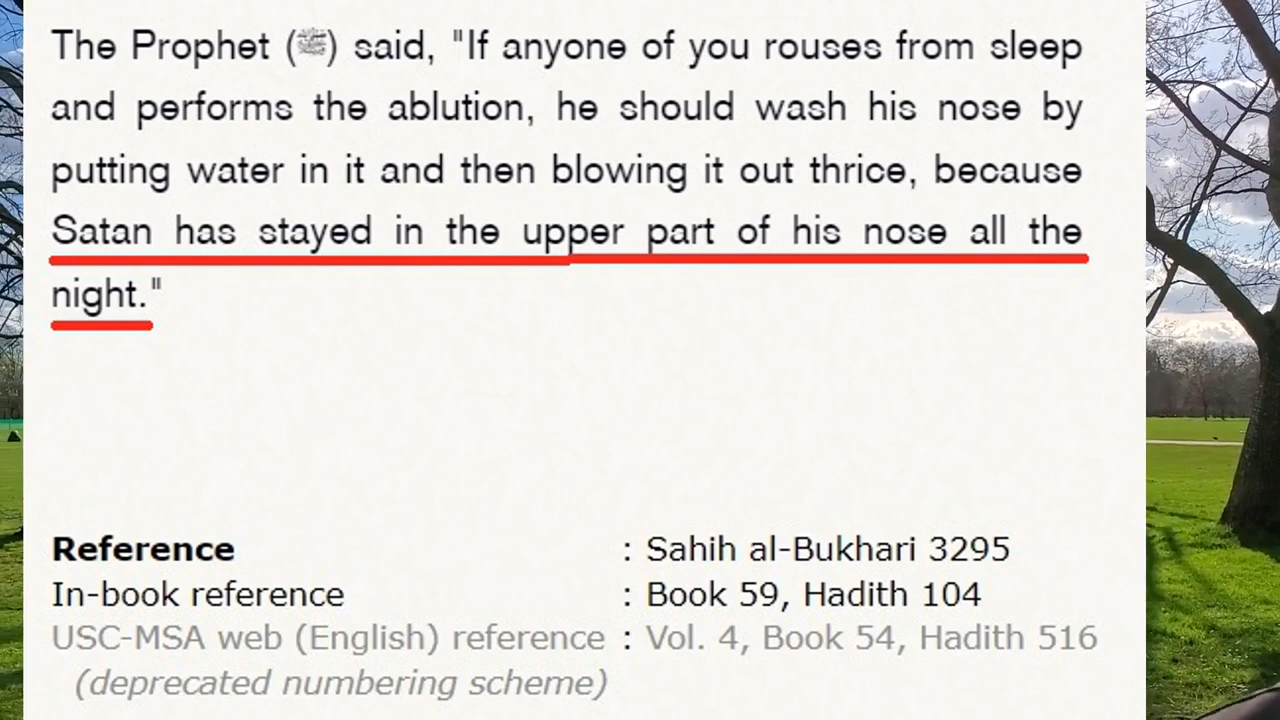 The Prophet (ﷺ) said, "If anyone of you rouses from sleep
and performs the ablution, he should wash his nose by
putting water in it and then blowing it out thrice, because
Satan has stayed in the upper part of his nose all the
night."
Reference : Sahih al-Bukhari 3295
In-book reference : Book 59, Hadith 104
USC-MSA web (English) reference : Vol. 4, Book 54, Hadith 516
(deprecated numbering scheme)